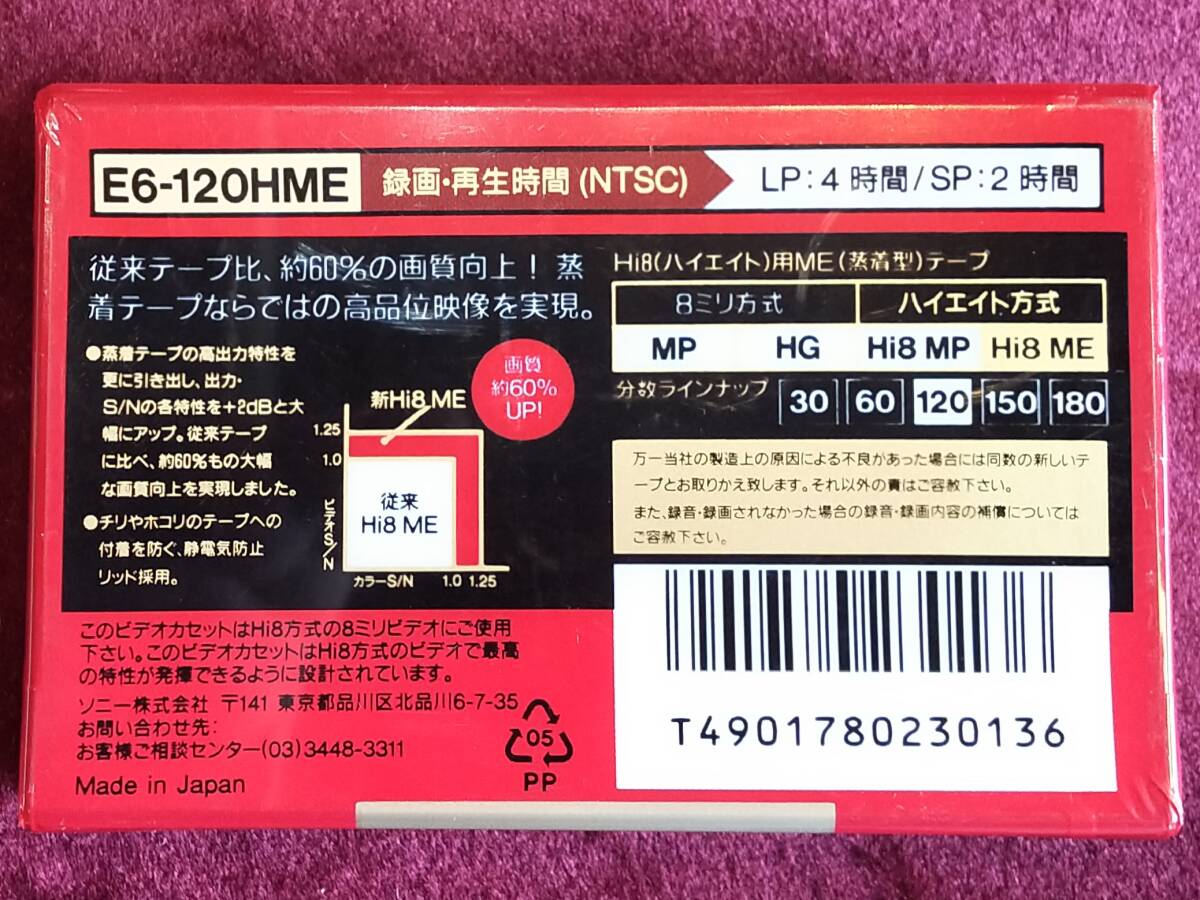 E6-120HME 録画・再生時間(NTSC) LP:4 時間/SP:2 時間
従来テープ比、約60%の画質向上! 蒸
着テープならではの高品位映像を実現。
●蒸着テープの高出力特性を
更に引き出し、出力・
S/Nの各特性を+2dBと大
幅にアップ。従来テープ
に比べ、約60%もの大幅
な画質向上を実現しました。
●チリやホコリのテープへの
付着を防ぐ、静電気防止
リッド採用。
画質
約60%
UP!
新Hi8 ME
1.25
1.0
従来
Hi8 ME
ビデオS/N
カラーS/N 1.0 1.25
Hi8(ハイエイト)用ME(蒸着型)テープ
8ミリ方式 ハイエイト方式
MP HG Hi8 MP Hi8 ME
分数ラインナップ 30 60 120 150 180
万一当社の製造上の原因による不良があった場合には同数の新しいテ
ープとお取りかえ致します。それ以外の責はご容赦下さい。
また、録音・録画されなかった場合の録音・録画内容の補償については
ご容赦下さい。
このビデオカセットはHi8方式の8ミリビデオにご使用
下さい。このビデオカセットはHi8方式のビデオで最高
の特性が発揮できるように設計されています。
ソニー株式会社 〒141 東京都品川区北品川6-7-35
お問い合わせ先:
お客様ご相談センター(03)3448-3311
Made in Japan
05
PP
T4901780230136